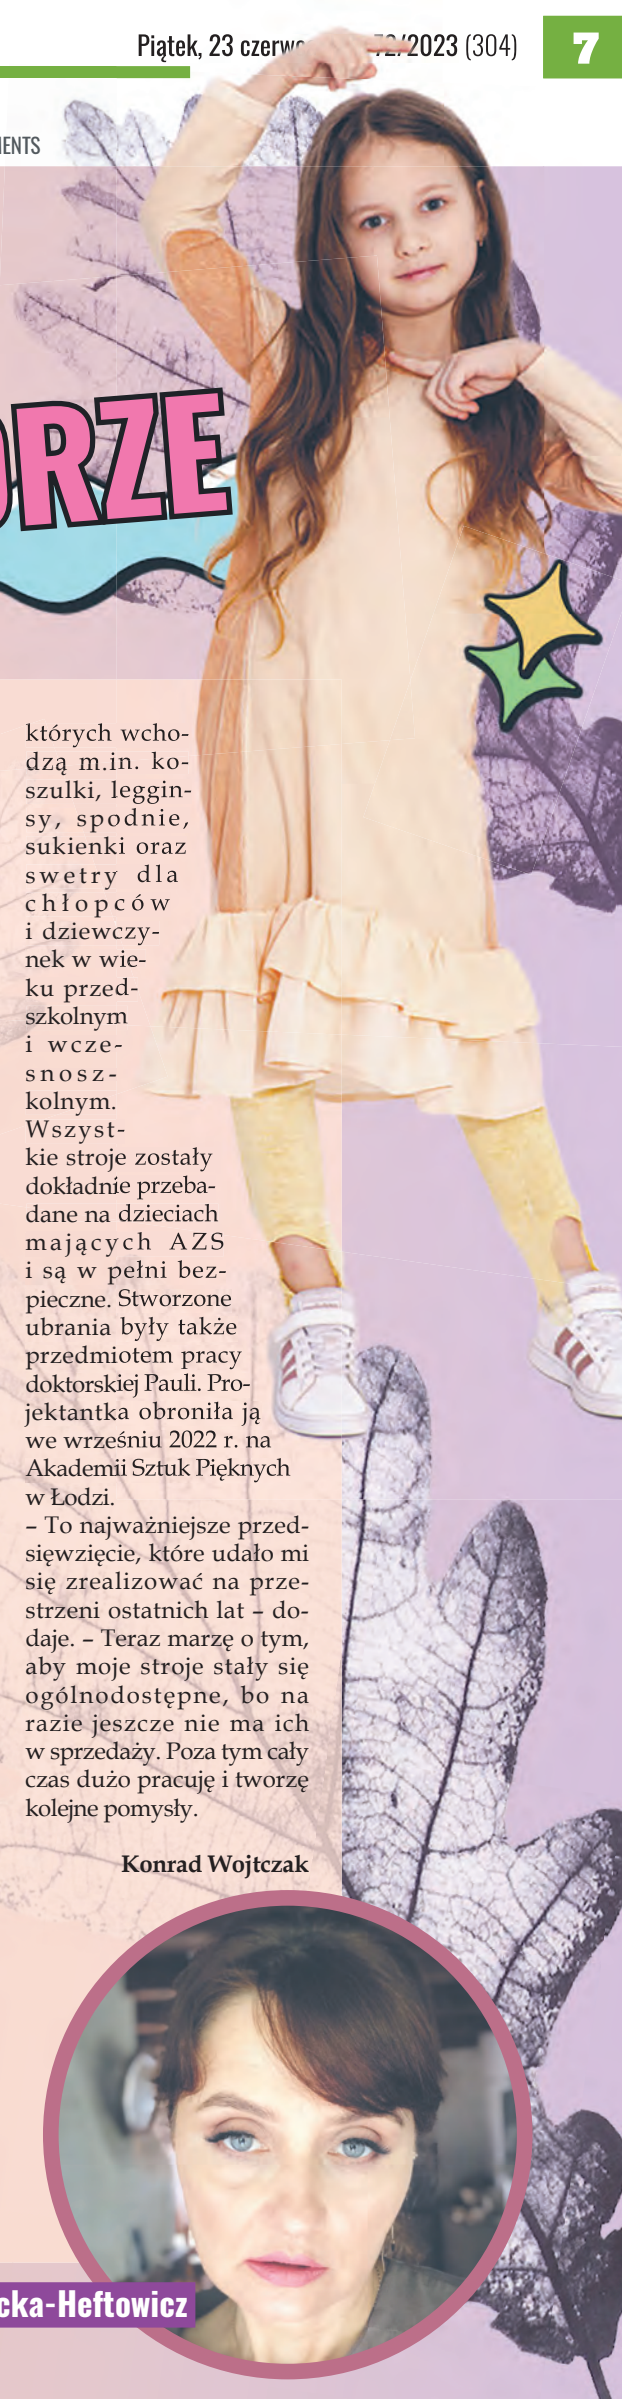 Piątek, 23 czerwc 72/2023 (304) 7
ENTS
ORZE
których wcho-
dzą m.in. ko-
szulki, leggin-
sy, spodnie,
sukienki oraz
swetry dla
chłopców
i dziewczy-
nek w wie-
ku przed-
szkolnym
i wcze-
snosz-
kolnym.
Wszyst-
kie stroje zostały
dokładnie przeba-
dane na dzieciach
mających AZS
i są w pełni bez-
pieczne. Stworzone
ubrania były także
przedmiotem pracy
doktorskiej Pauli. Pro-
jektantka obroniła ją
we wrześniu 2022 r. na
Akademii Sztuk Pięknych
w Łodzi.
– To najważniejsze przed-
sięwzięcie, które udało mi
się zrealizować na prze-
strzeni ostatnich lat – do-
daje. – Teraz marzę o tym,
aby moje stroje stały się
ogólnodostępne, bo na
razie jeszcze nie ma ich
w sprzedaży. Poza tym cały
czas dużo pracuję i tworzę
kolejne pomysły.
Konrad Wojtczak
cka-Heftowicz